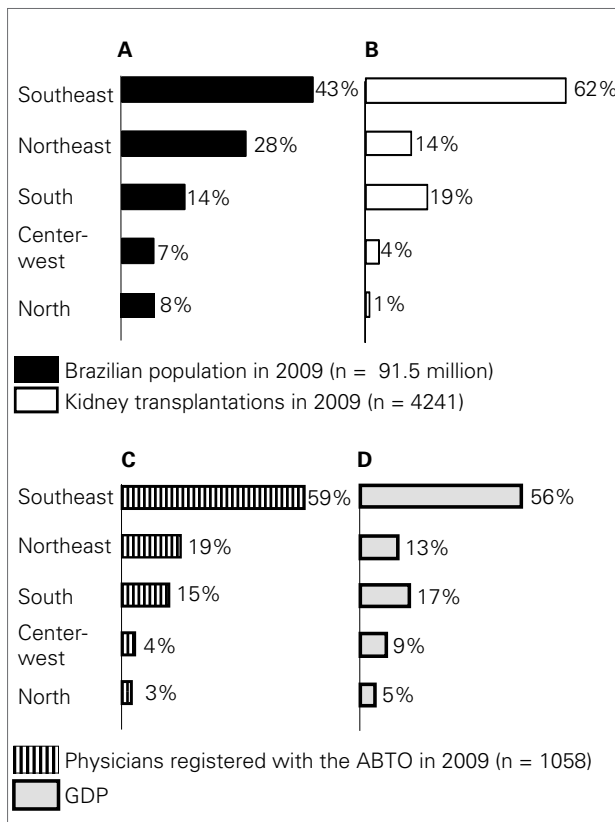 A B
Southeast 43% 62%
Northeast 28% 14%
South 14% 19%
Center-
west 7% 4%
North 8% 1%
Brazilian population in 2009 (n = 91.5 million)
Kidney transplantations in 2009 (n = 4241)
C D
Southeast 59% 56%
Northeast 19% 13%
South 15% 17%
Center-
west 4% 9%
North 3% 5%
Physicians registered with the ABTO in 2009 (n = 1058)
GDP